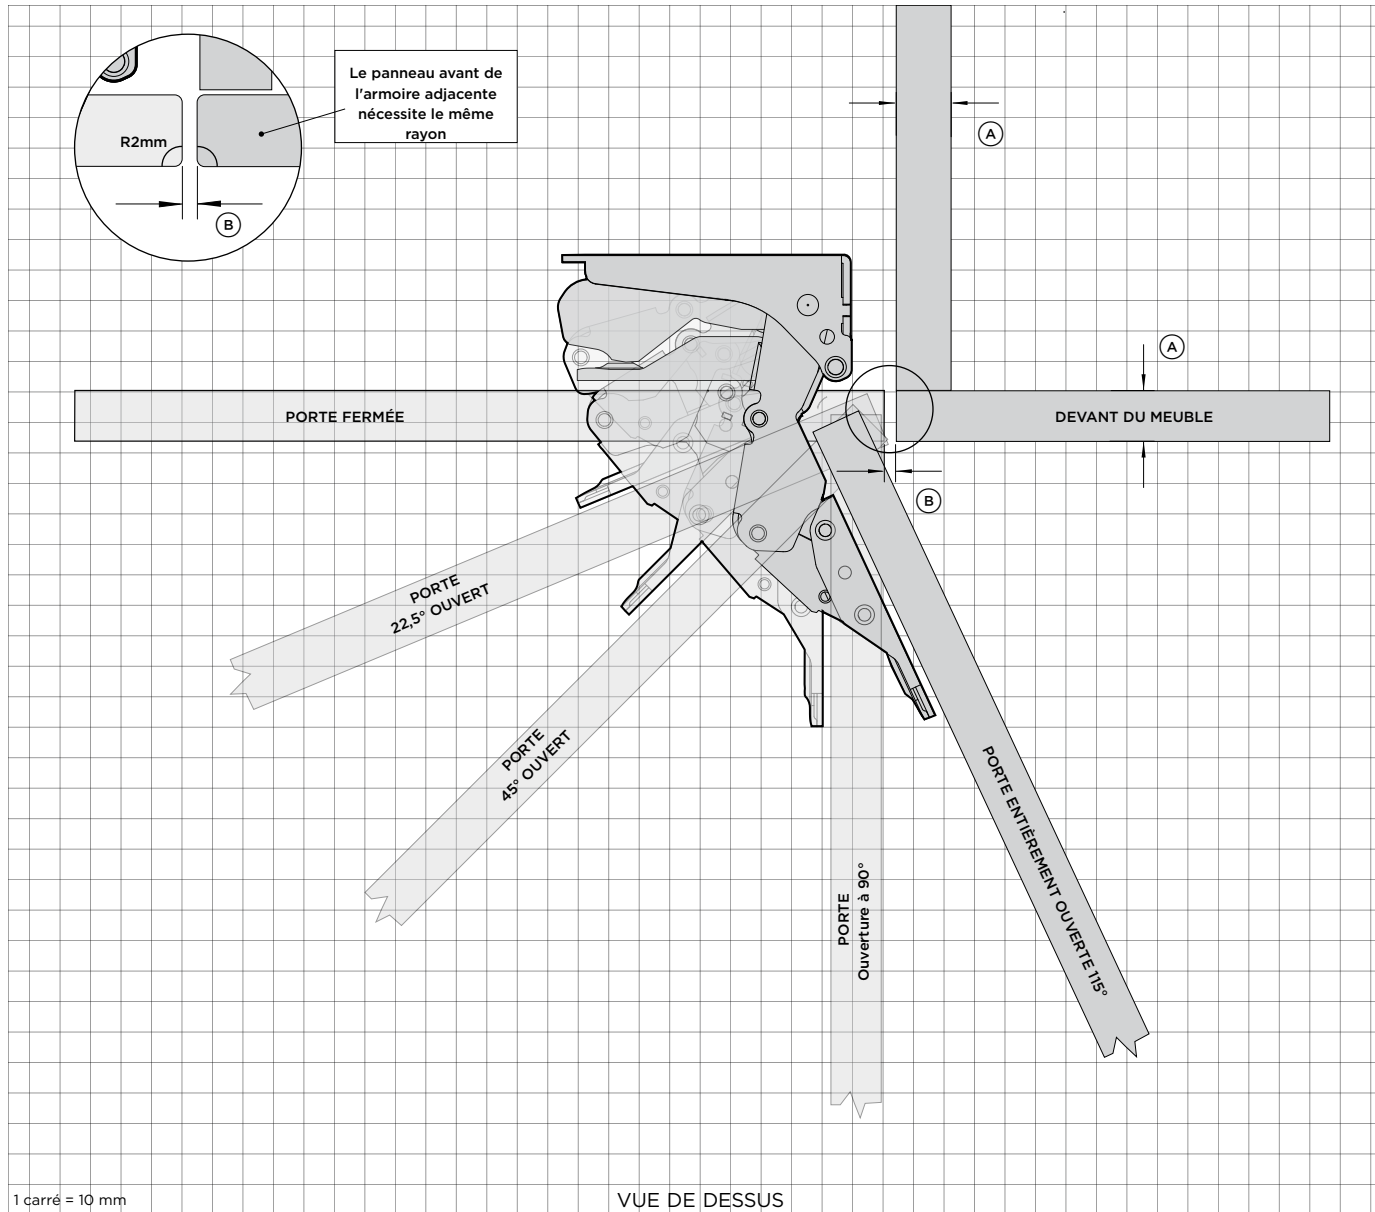 Le panneau avant de
l'armoire adjacente
nécessite le même
rayon
R2mm
B
A
A
PORTE FERMÉE
DEVANT DU MEUBLE
B
PORTE
22,5° OUVERT
PORTE
45° OUVERT
PORTE
Ouverture à 90°
PORTE ENTIÈREMENT OUVERTE 115°
1 carré = 10 mm
VUE DE DESSUS